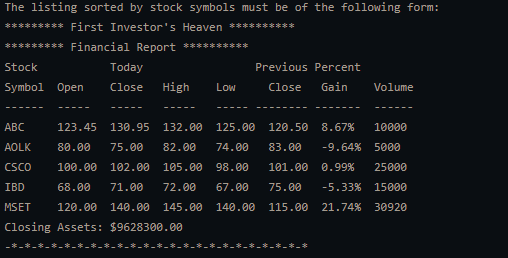 The listing sorted by stock symbols must be of the following form:
********* First Investor's Heaven **********
********* Financial Report **********
Stock Today Previous Percent
Symbol Open Close High Low Close Gain Volume
------ ----- ----- ----- ----- -------- ------- ------
ABC 123.45 130.95 132.00 125.00 120.50 8.67% 10000
AOLK 80.00 75.00 82.00 74.00 83.00 -9.64% 5000
CSCO 100.00 102.00 105.00 98.00 101.00 0.99% 25000
IBD 68.00 71.00 72.00 67.00 75.00 -5.33% 15000
MSET 120.00 140.00 145.00 140.00 115.00 21.74% 30920
Closing Assets: $9628300.00
-*-*-*-*-*-*-*-*-*-*-*-*-*-*-*-*-*-*-*-*-*-*-*